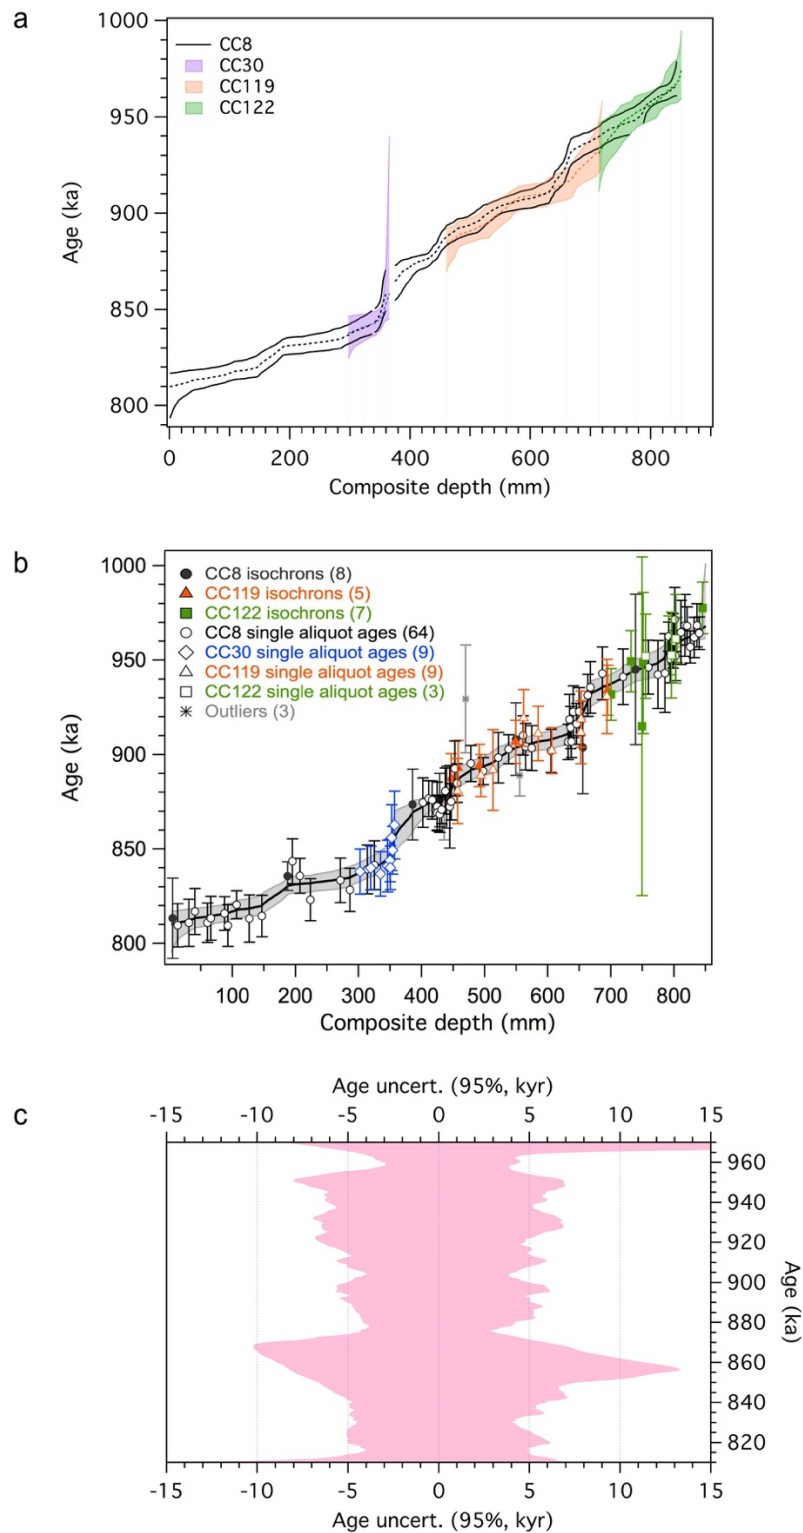 a
1000
950
900
850
800
Age (ka)
CC8
CC30
CC119
CC122
0 200 400 600 800
Composite depth (mm)
b
1000
950
900
850
800
Age (ka)
CC8 isochrons (8)
CC119 isochrons (5)
CC122 isochrons (7)
CC8 single aliquot ages (64)
CC30 single aliquot ages (9)
CC119 single aliquot ages (9)
CC122 single aliquot ages (3)
Outliers (3)
100 200 300 400 500 600 700 800
Composite depth (mm)
c
Age uncert. (95%, kyr)
-15 -10 -5 0 5 10 15
960
940
920
900
880
860
840
820
Age (ka)
-15 -10 -5 0 5 10 15
Age uncert. (95%, kyr)